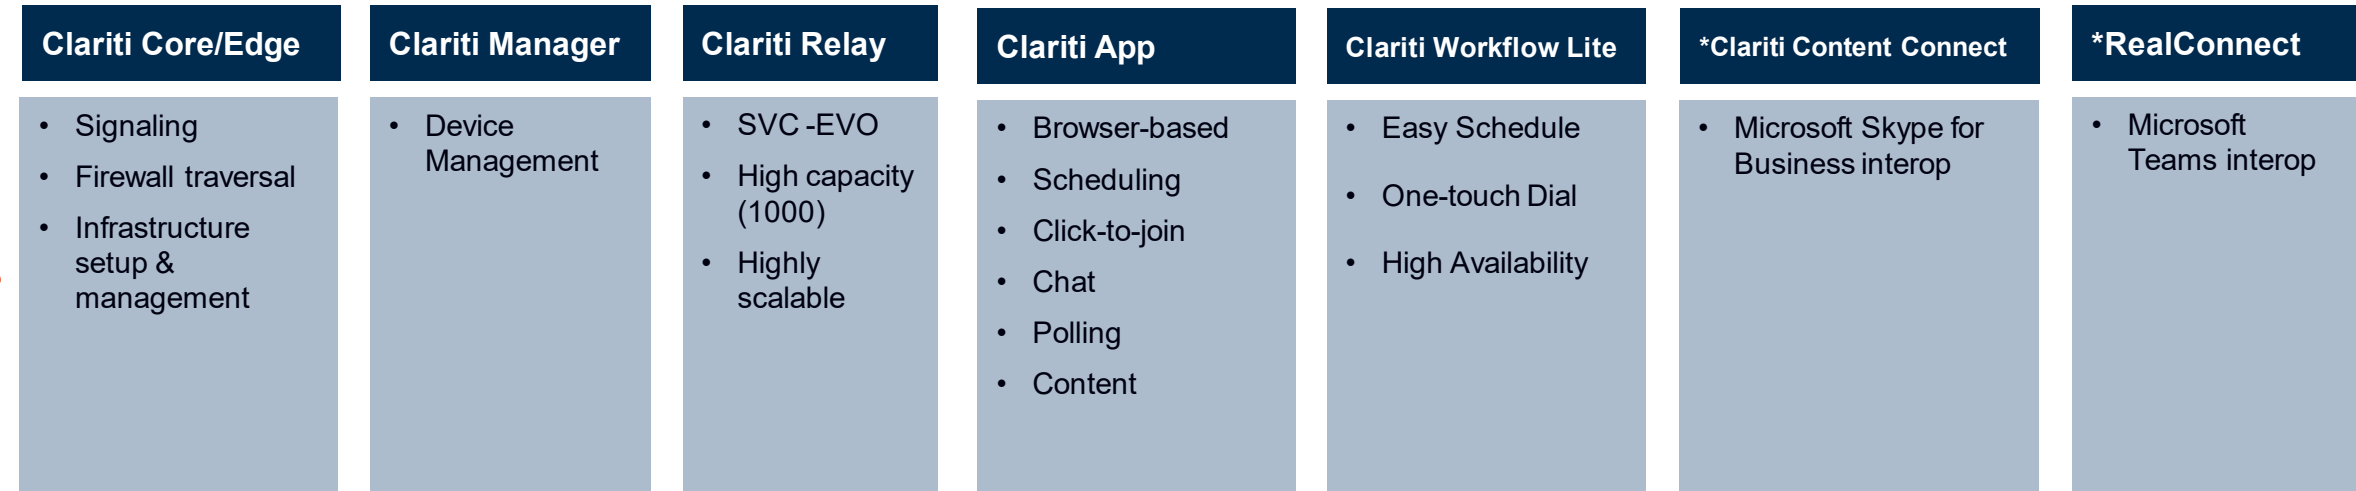 Clariti Core/Edge
• Signaling
• Firewall traversal
• Infrastructure
setup &
management
Clariti Manager
• Device
Management
Clariti Relay
• SVC -EVO
• High capacity
(1000)
• Highly
scalable
Clariti App
• Browser-based
• Scheduling
• Click-to-join
• Chat
• Polling
• Content
Clariti Workflow Lite
• Easy Schedule
• One-touch Dial
• High Availability
*Clariti Content Connect
• Microsoft Skype for
Business interop
*RealConnect
• Microsoft
Teams interop